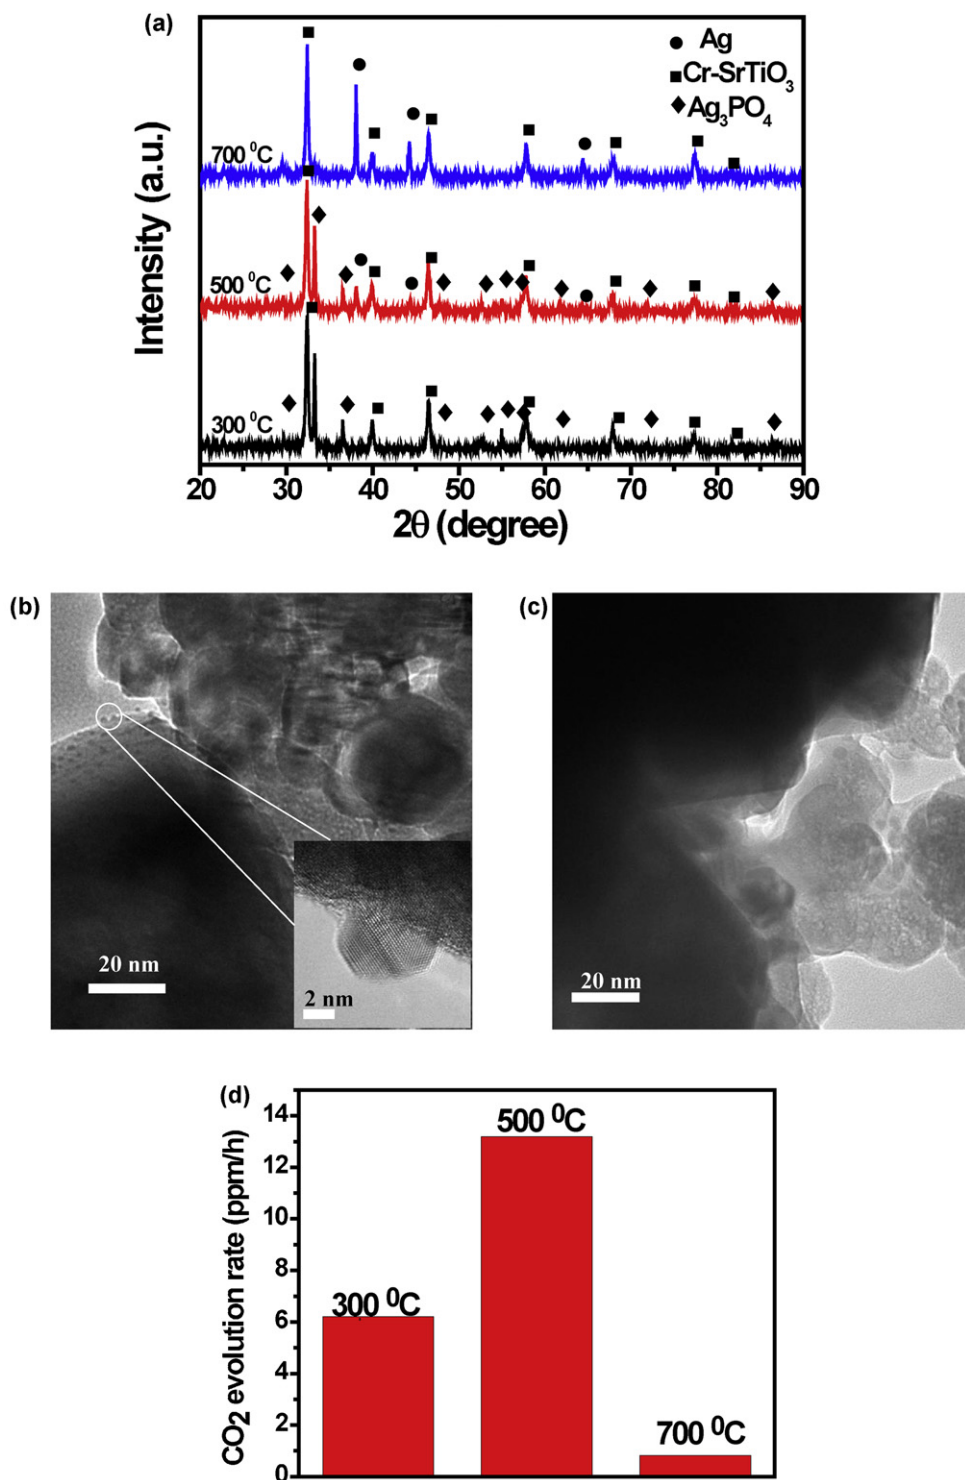 (a)
Ag
Cr-SrTiO3
Ag3PO4
700 ⁰C
500 ⁰C
300 ⁰C
Intensity (a.u.)
20 30 40 50 60 70 80 90
2θ (degree)
(b)
20 nm
2 nm
(c)
20 nm
(d)
CO2 evolution rate (ppm/h)
14
12
10
8
6
4
2
0
300 ⁰C
500 ⁰C
700 ⁰C